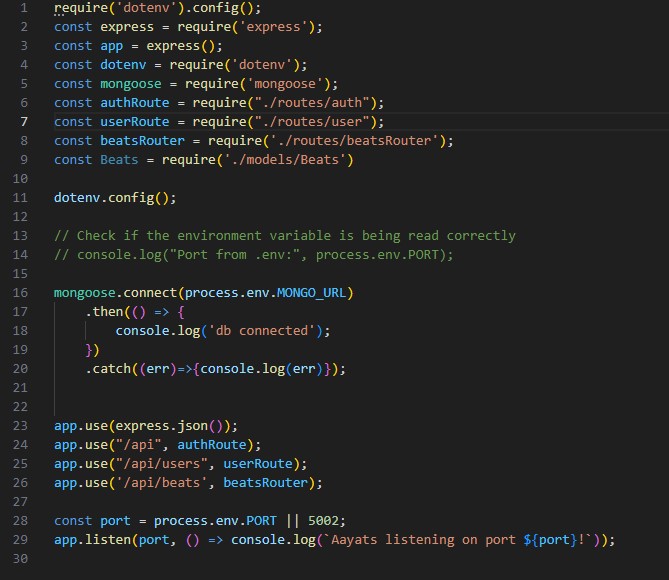 1 require('dotenv').config();
2 const express = require('express');
3 const app = express();
4 const dotenv = require('dotenv');
5 const mongoose = require('mongoose');
6 const authRoute = require("./routes/auth");
7 const userRoute = require("./routes/user");
8 const beatsRouter = require('./routes/beatsRouter');
9 const Beats = require('./models/Beats')
10
11 dotenv.config();
12
13 // Check if the environment variable is being read correctly
14 // console.log("Port from .env:", process.env.PORT);
15
16 mongoose.connect(process.env.MONGO_URL)
17     .then(() => {
18         console.log('db connected');
19     })
20     .catch((err)=>{console.log(err)});
21
22
23 app.use(express.json());
24 app.use("/api", authRoute);
25 app.use("/api/users", userRoute);
26 app.use('/api/beats', beatsRouter);
27
28 const port = process.env.PORT || 5002;
29 app.listen(port, () => console.log(`Aayats listening on port ${port}!`));
30